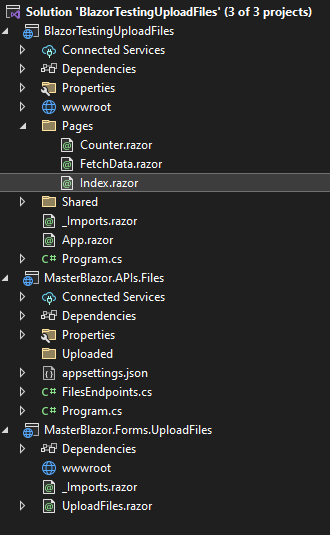 Solution 'BlazorTestingUploadFiles' (3 of 3 projects)
BlazorTestingUploadFiles
Connected Services
Dependencies
Properties
wwwroot
Pages
Counter.razor
FetchData.razor
Index.razor
Shared
_Imports.razor
App.razor
C# Program.cs
MasterBlazor.APIs.Files
Connected Services
Dependencies
Properties
Uploaded
appsettings.json
C# FilesEndpoints.cs
C# Program.cs
MasterBlazor.Forms.UploadFiles
Dependencies
wwwroot
_Imports.razor
UploadFiles.razor